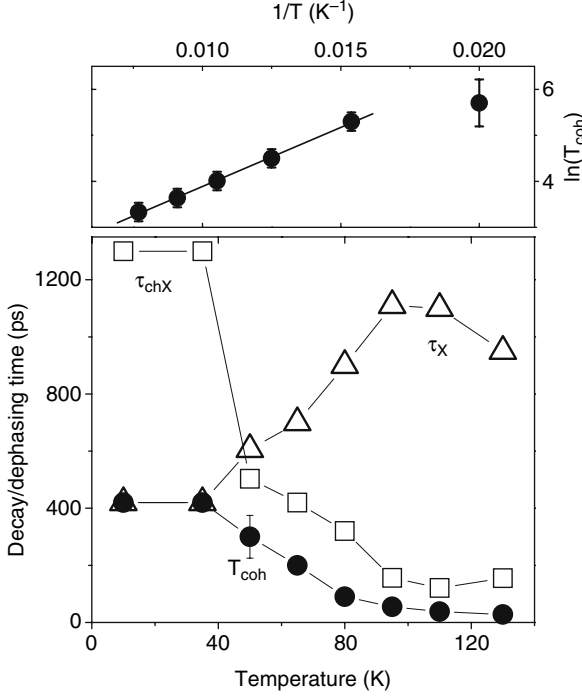 1/T (K⁻¹)
0.010 0.015 0.020
6
4
ln(T_coh)
1200
800
400
0
Decay/dephasing time (ps)
τ_chX
τ_X
T_coh
0 40 80 120
Temperature (K)